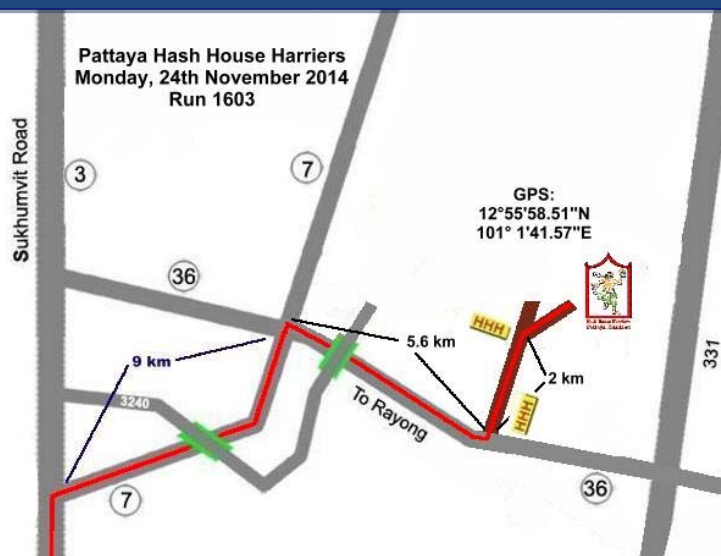 Pattaya Hash House Harriers
Monday, 24th November 2014
Run 1603
Sukhumvit Road
3
7
GPS:
12°55'58.51"N
101° 1'41.57"E
36
HHH
5.6 km
9 km
2 km
331
3240
To Rayong
HHH
7
36